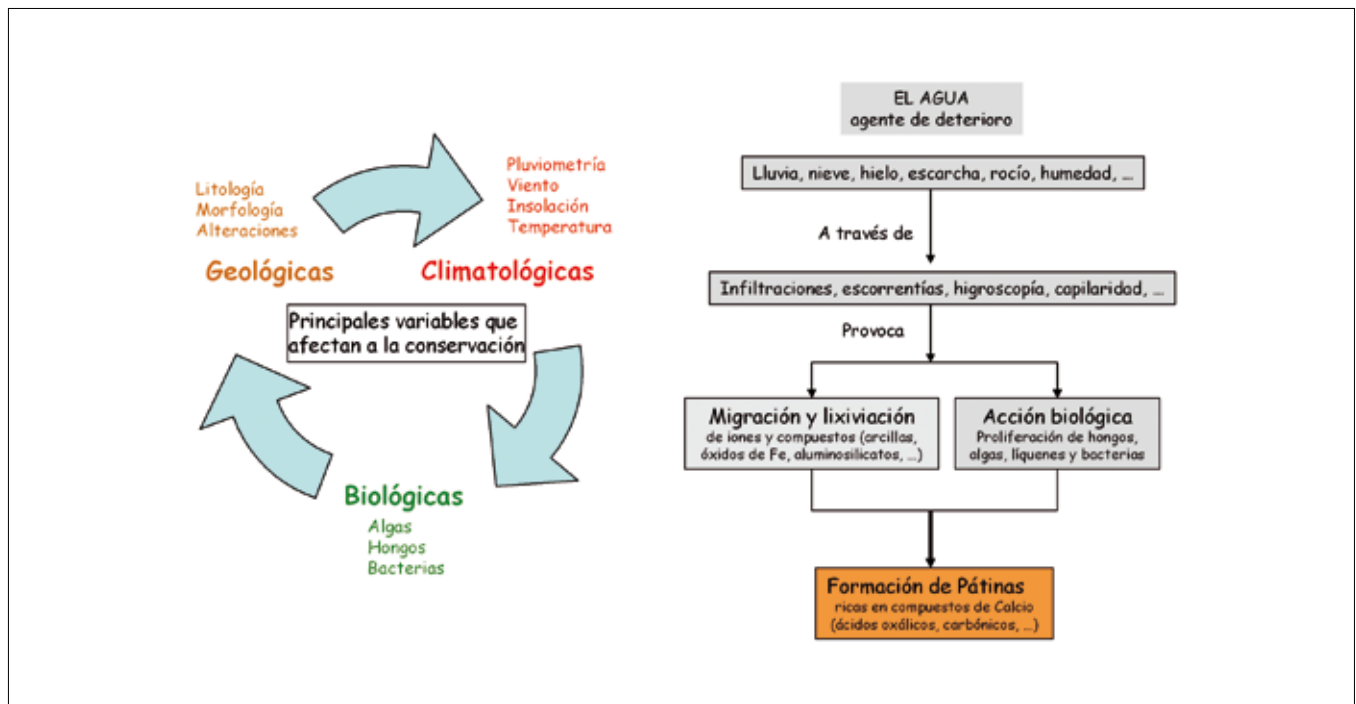 Litología
Morfología
Alteraciones
Geológicas
Pluviometría
Viento
Insolación
Temperatura
Climatológicas
Principales variables que
afectan a la conservación
Biológicas
Algas
Hongos
Bacterias
EL AGUA
agente de deterioro
Lluvia, nieve, hielo, escarcha, rocío, humedad, ...
A través de
Infiltraciones, escorrentías, higroscopía, capilaridad, ...
Provoca
Migración y lixiviación
de iones y compuestos (arcillas,
óxidos de Fe, aluminosilicatos, ...)
Acción biológica
Proliferación de hongos,
algas, líquenes y bacterias
Formación de Pátinas
ricas en compuestos de Calcio
(ácidos oxálicos, carbónicos, ...)